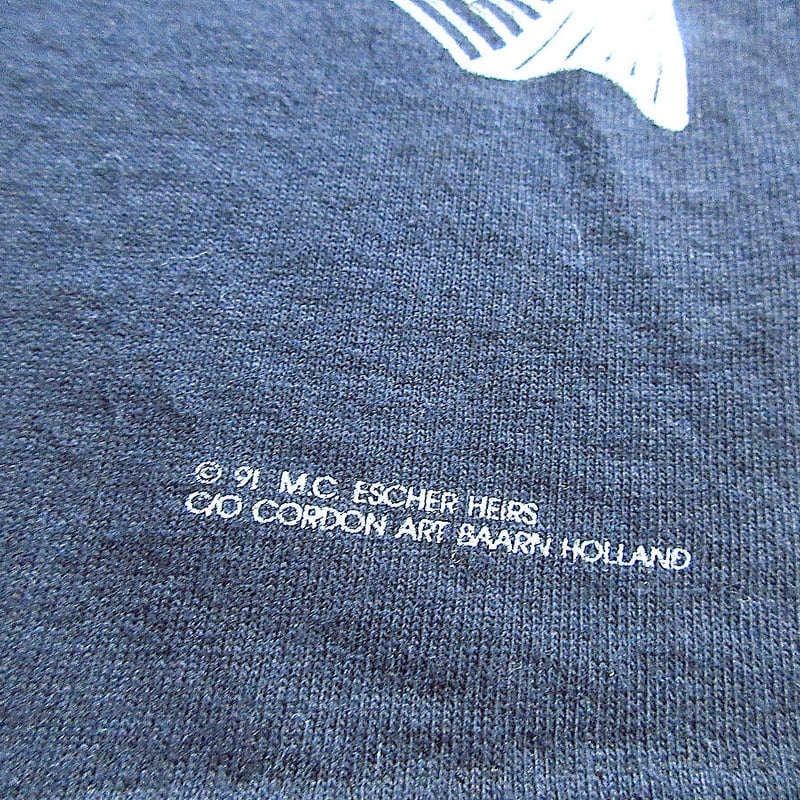 © 91 M.C. ESCHER HEIRS
C/O CORDON ART BAARN HOLLAND